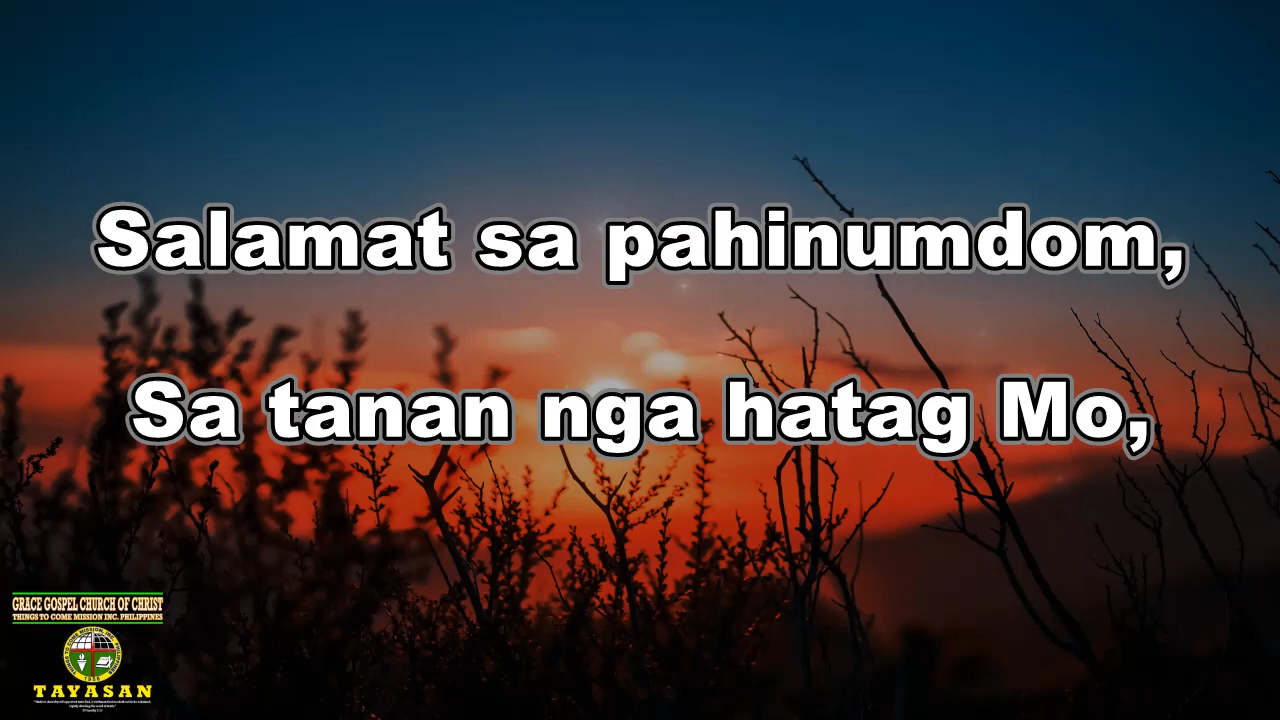 Salamat sa pahinumdom,
Sa tanan nga hatag Mo,
GRACE GOSPEL CHURCH OF CHRIST
THINGS TO COME MISSION INC. PHILIPPINES
1958
TAYASAN